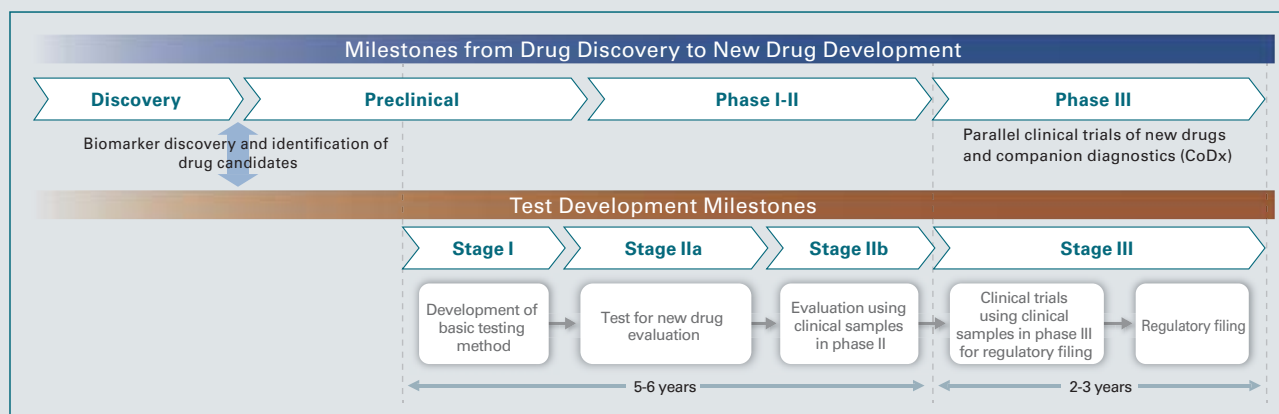 Milestones from Drug Discovery to New Drug Development
Discovery
Preclinical
Phase I-II
Phase III
Biomarker discovery and identification of
drug candidates
Parallel clinical trials of new drugs
and companion diagnostics (CoDx)
Test Development Milestones
Stage I
Stage IIa
Stage IIb
Stage III
Development of
basic testing
method
Test for new drug
evaluation
Evaluation using
clinical samples
in phase II
Clinical trials
using clinical
samples in phase III
for regulatory filing
Regulatory filing
5-6 years
2-3 years